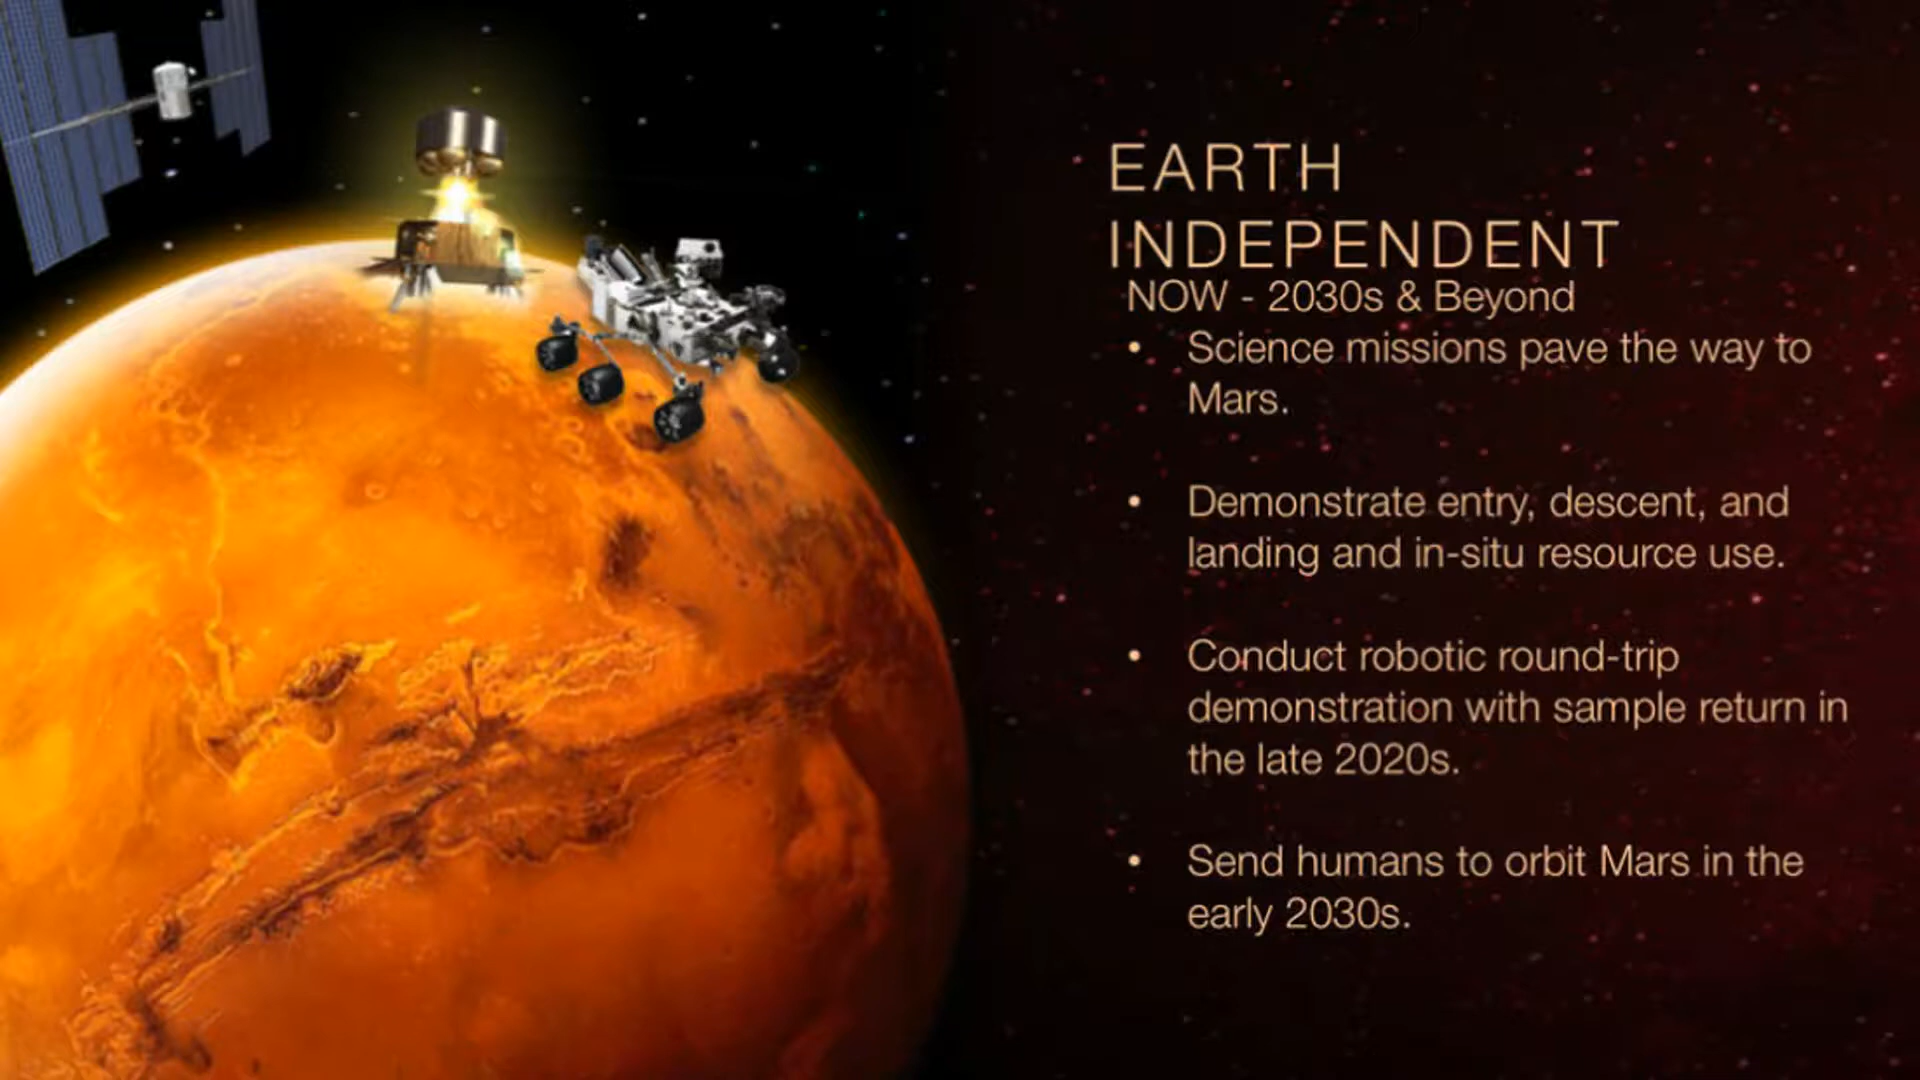 EARTH
INDEPENDENT
NOW - 2030s & Beyond
• Science missions pave the way to
Mars.
• Demonstrate entry, descent, and
landing and in-situ resource use.
• Conduct robotic round-trip
demonstration with sample return in
the late 2020s.
• Send humans to orbit Mars in the
early 2030s.